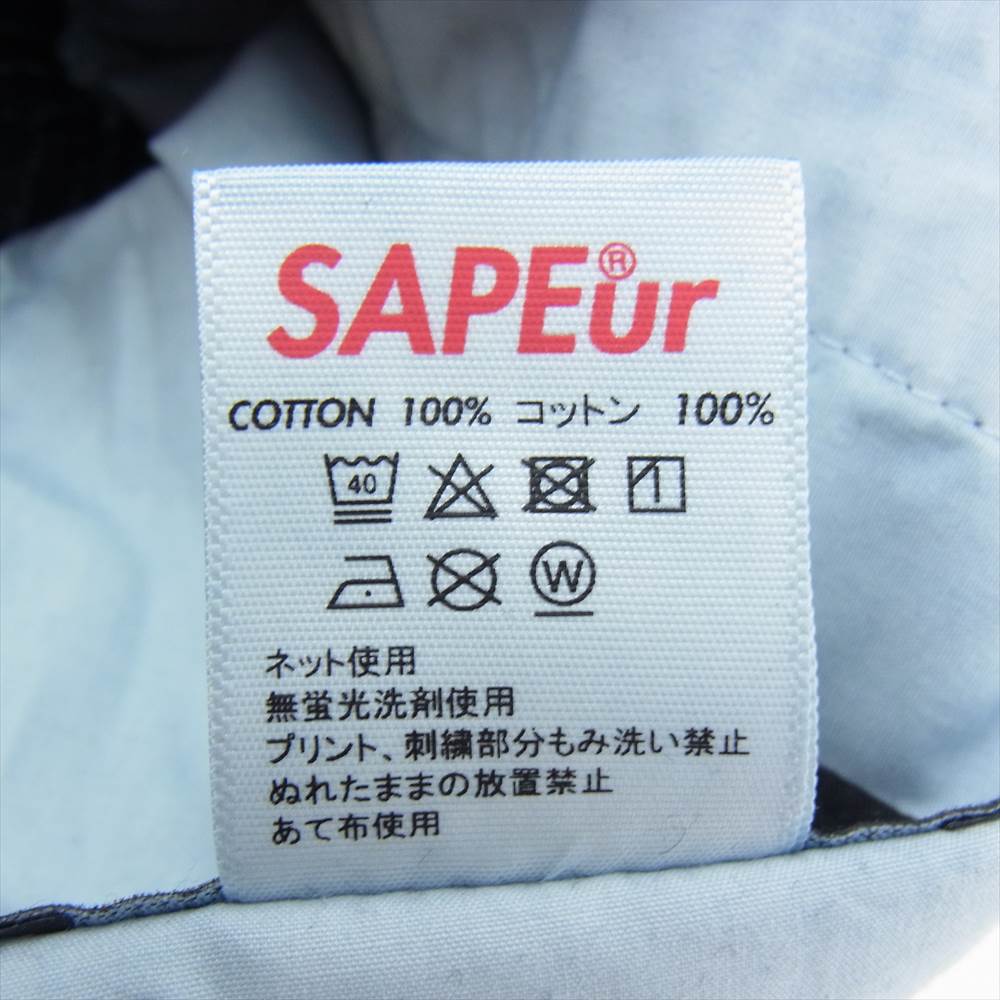 SAPEur®
COTTON 100% コットン 100%
40
W
ネット使用
無蛍光洗剤使用
プリント、刺繍部分もみ洗い禁止
ぬれたままの放置禁止
あて布使用